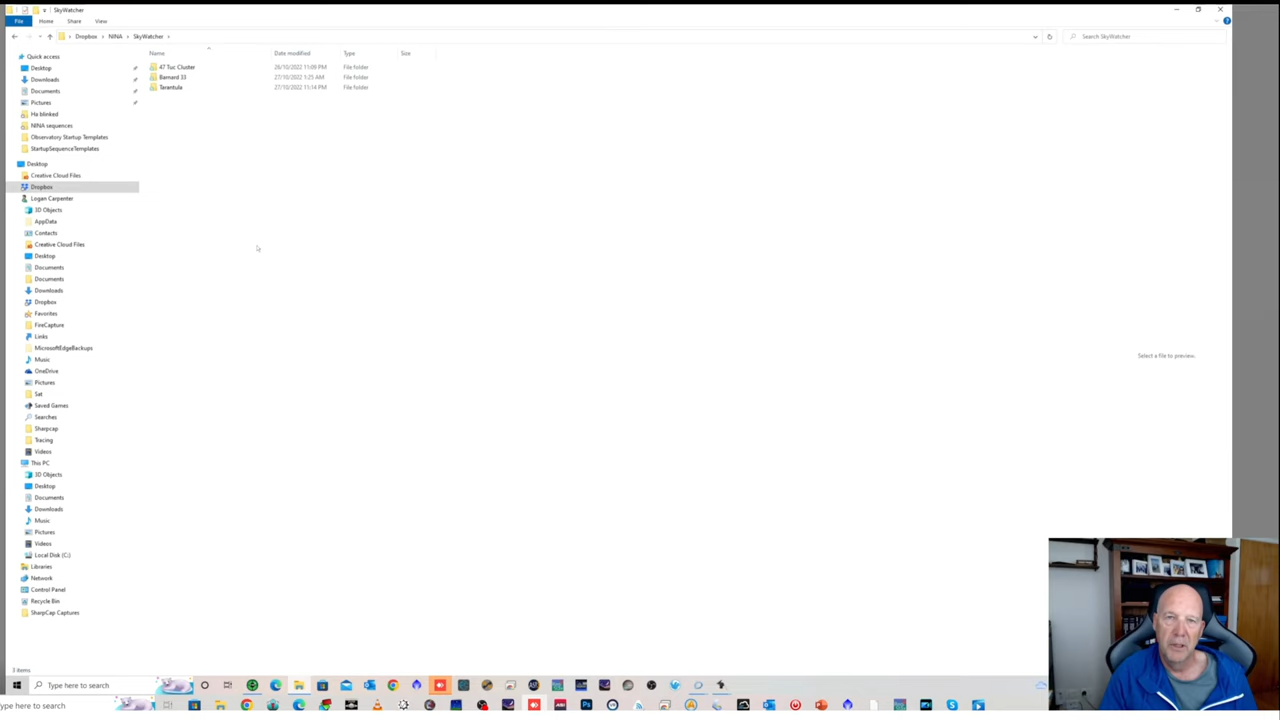 SkyWatcher
File Home Share View
Dropbox NINA SkyWatcher
Search SkyWatcher
Name Date modified Type Size
47 Tuc Cluster 26/10/2022 11:09 PM File folder
Barnard 33 27/10/2022 1:25 AM File folder
Tarantula 27/10/2022 11:14 PM File folder
Quick access
Desktop
Downloads
Documents
Pictures
Ha blinked
NINA sequences
Observatory Startup Templates
StartupSequenceTemplates
Desktop
Creative Cloud Files
Dropbox
Logan Carpenter
3D Objects
AppData
Contacts
Creative Cloud Files
Desktop
Documents
Documents
Downloads
Dropbox
Favorites
FireCapture
Links
MicrosoftEdgeBackups
Music
OneDrive
Pictures
Sat
Saved Games
Searches
Sharpcap
Tracing
Videos
This PC
3D Objects
Desktop
Documents
Downloads
Music
Pictures
Videos
Local Disk (C:)
Libraries
Network
Control Panel
Recycle Bin
SharpCap Captures
Select a file to preview.
3 items
Type here to search
ype here to search